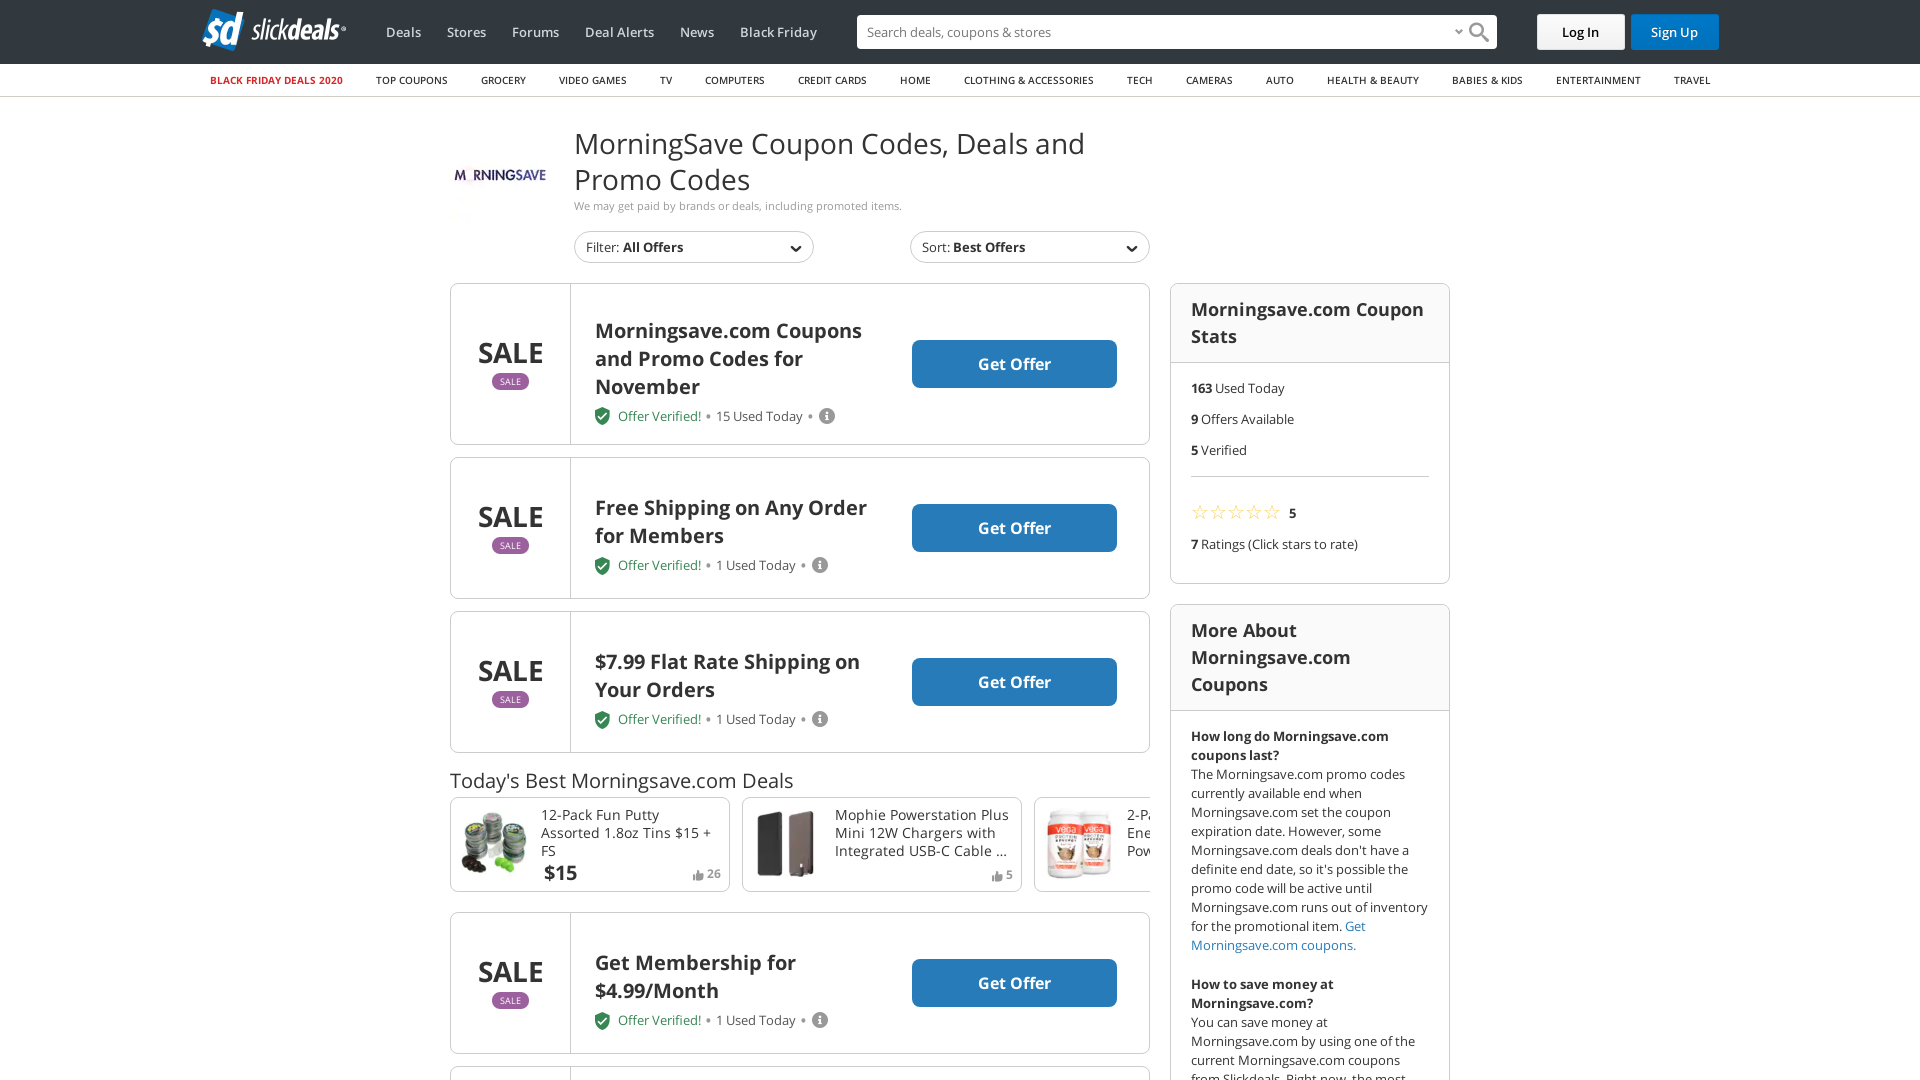 sd slickdeals
Deals
Stores
Forums
Deal Alerts
News
Black Friday
Search deals, coupons & stores
Log In
Sign Up
BLACK FRIDAY DEALS 2020
TOP COUPONS
GROCERY
VIDEO GAMES
TV
COMPUTERS
CREDIT CARDS
HOME
CLOTHING & ACCESSORIES
TECH
CAMERAS
AUTO
HEALTH & BEAUTY
BABIES & KIDS
ENTERTAINMENT
TRAVEL
M RNINGSAVE
MorningSave Coupon Codes, Deals and
Promo Codes
We may get paid by brands or deals, including promoted items.
Filter: All Offers
Sort: Best Offers
SALE
SALE
Morningsave.com Coupons
and Promo Codes for
November
Offer Verified! • 15 Used Today •
Get Offer
SALE
SALE
Free Shipping on Any Order
for Members
Offer Verified! • 1 Used Today •
Get Offer
SALE
SALE
$7.99 Flat Rate Shipping on
Your Orders
Offer Verified! • 1 Used Today •
Get Offer
Today's Best Morningsave.com Deals
12-Pack Fun Putty
Assorted 1.8oz Tins $15 +
FS
$15
26
Mophie Powerstation Plus
Mini 12W Chargers with
Integrated USB-C Cable ...
5
vega vega
2-Pa
Ene
Pow
SALE
SALE
Get Membership for
$4.99/Month
Offer Verified! • 1 Used Today •
Get Offer
Morningsave.com Coupon
Stats
163 Used Today
9 Offers Available
5 Verified
☆☆☆☆☆ 5
7 Ratings (Click stars to rate)
More About
Morningsave.com
Coupons
How long do Morningsave.com
coupons last?
The Morningsave.com promo codes
currently available end when
Morningsave.com set the coupon
expiration date. However, some
Morningsave.com deals don't have a
definite end date, so it's possible the
promo code will be active until
Morningsave.com runs out of inventory
for the promotional item. Get
Morningsave.com coupons.
How to save money at
Morningsave.com?
You can save money at
Morningsave.com by using one of the
current Morningsave.com coupons
from Slickdeals. Right now, the most